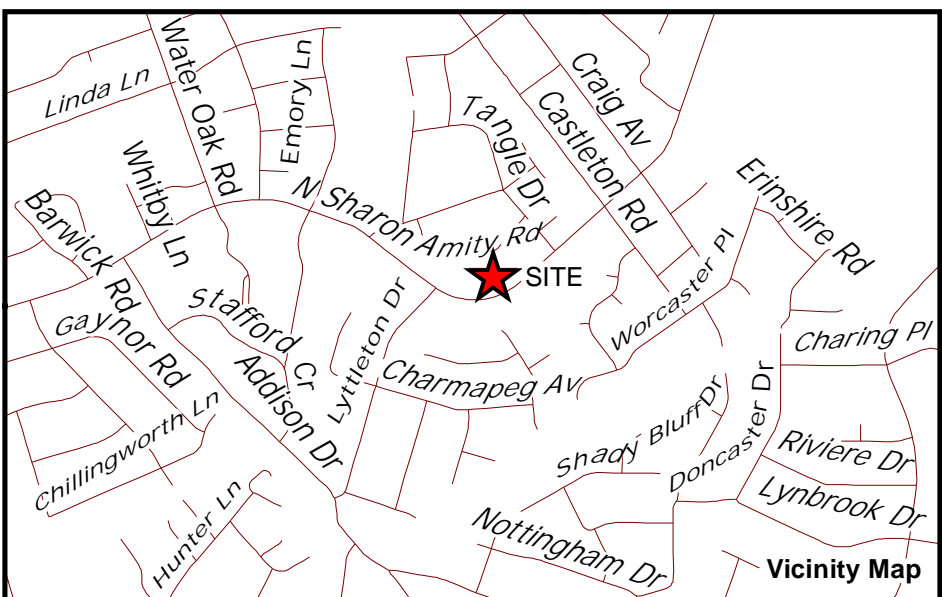 Linda Ln
Water Oak Rd
Emory Ln
Craig Av
Castleton Rd
Tangle Dr
Whitby Ln
N Sharon Amity Rd
Erinshire Rd
Barwick Rd
SITE
Worcaster Pl
Gaynor Rd
Stafford Cr
Lyttleton Dr
Charing Pl
Addison Dr
Charmapeg Av
Chillingworth Ln
Shady Bluff Dr
Doncaster Dr
Riviere Dr
Lynbrook Dr
Hunter Ln
Nottingham Dr
Vicinity Map